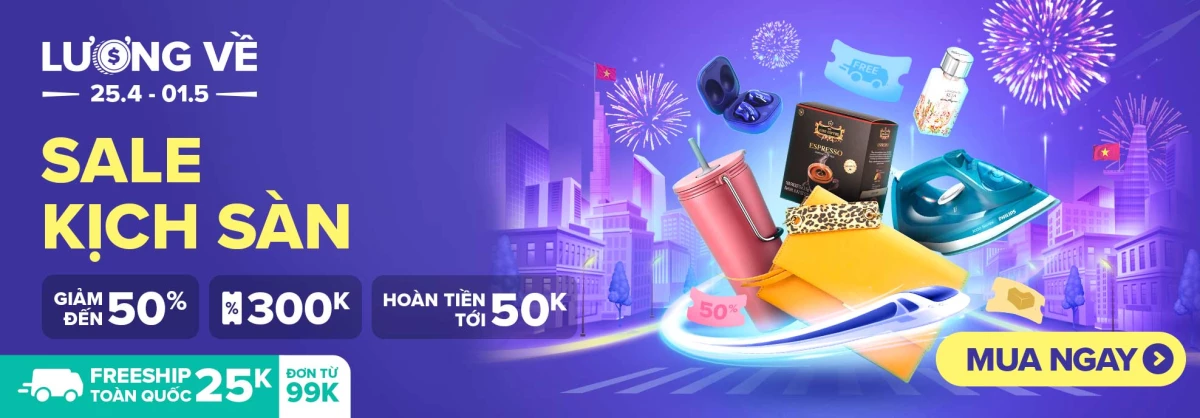 LƯƠNG VỀ
25.4 - 01.5
SALE
KỊCH SÀN
GIẢM
ĐẾN 50%
% 300K
HOÀN TIỀN
TỚI 50K
FREESHIP
TOÀN QUỐC 25K
ĐƠN TỪ
99K
FREE
ESPRESSO
PHILIPS
50%
MUA NGAY